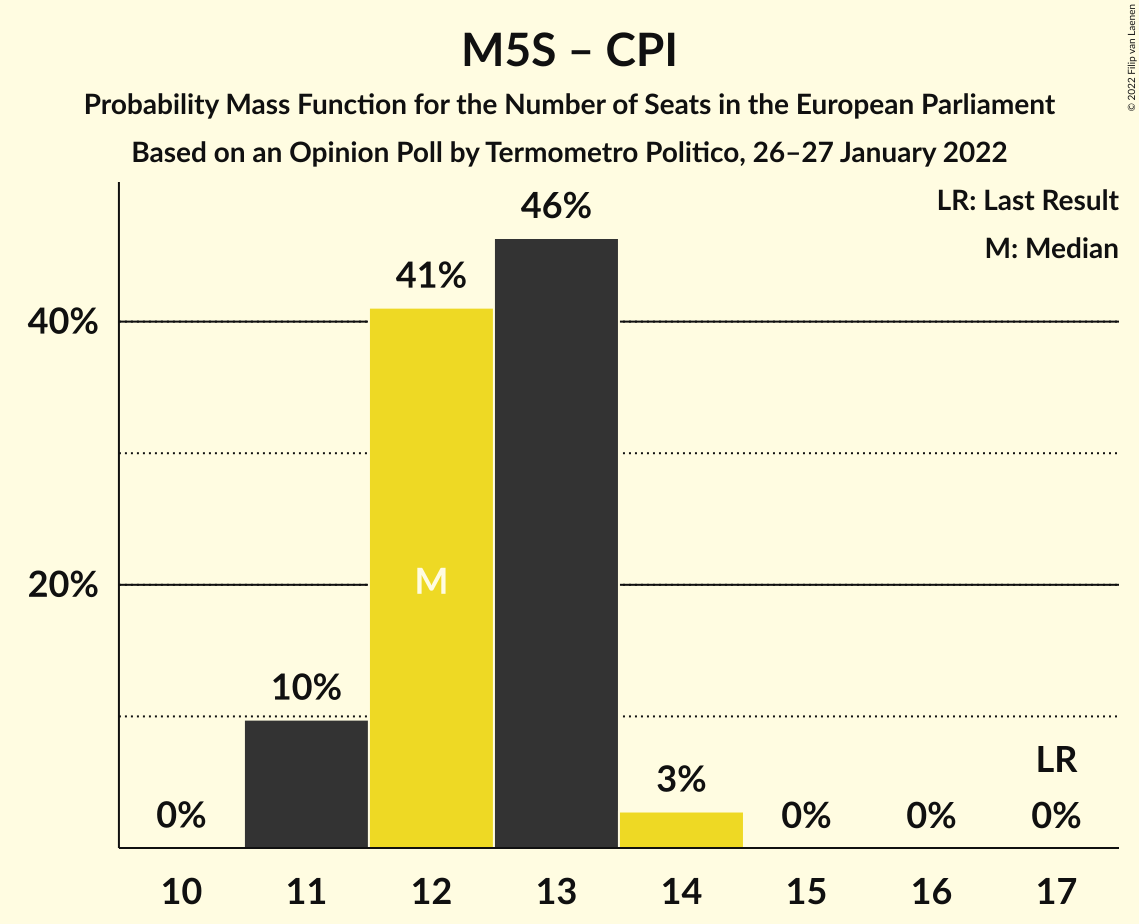 M5S – CPI
Probability Mass Function for the Number of Seats in the European Parliament
Based on an Opinion Poll by Termometro Politico, 26–27 January 2022
© 2022 Filip van Laenen
LR: Last Result
M: Median
46%
41%
40%
M
20%
10%
3%
LR
0%
0%
0%
0%
10 11 12 13 14 15 16 17